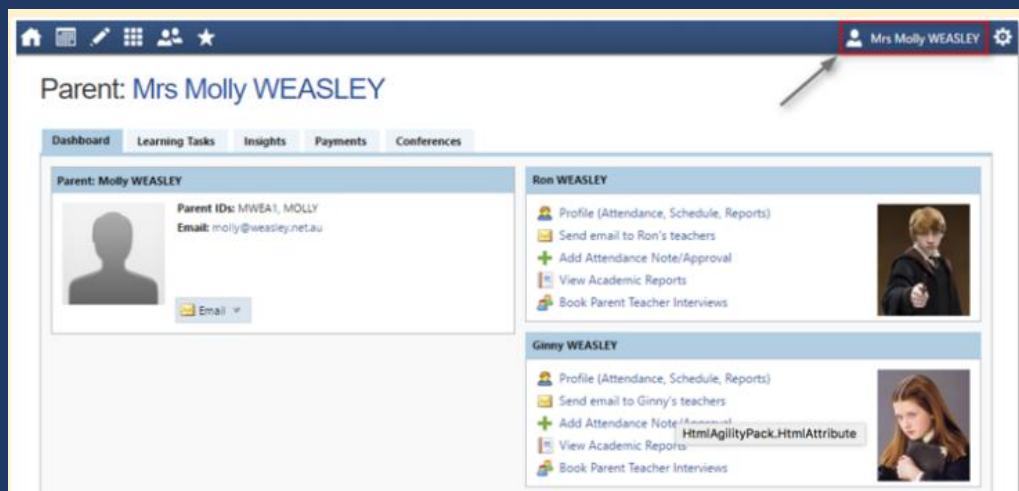 Mrs Molly WEASLEY
Parent: Mrs Molly WEASLEY
Dashboard Learning Tasks Insights Payments Conferences
Parent: Molly WEASLEY
Parent IDs: MWEA1, MOLLY
Email: molly@weasley.net.au
Email
Ron WEASLEY
Profile (Attendance, Schedule, Reports)
Send email to Ron's teachers
Add Attendance Note/Approval
View Academic Reports
Book Parent Teacher Interviews
Ginny WEASLEY
Profile (Attendance, Schedule, Reports)
Send email to Ginny's teachers
Add Attendance Note/Approval
HtmlAgilityPack.HtmlAttribute
View Academic Reports
Book Parent Teacher Interviews